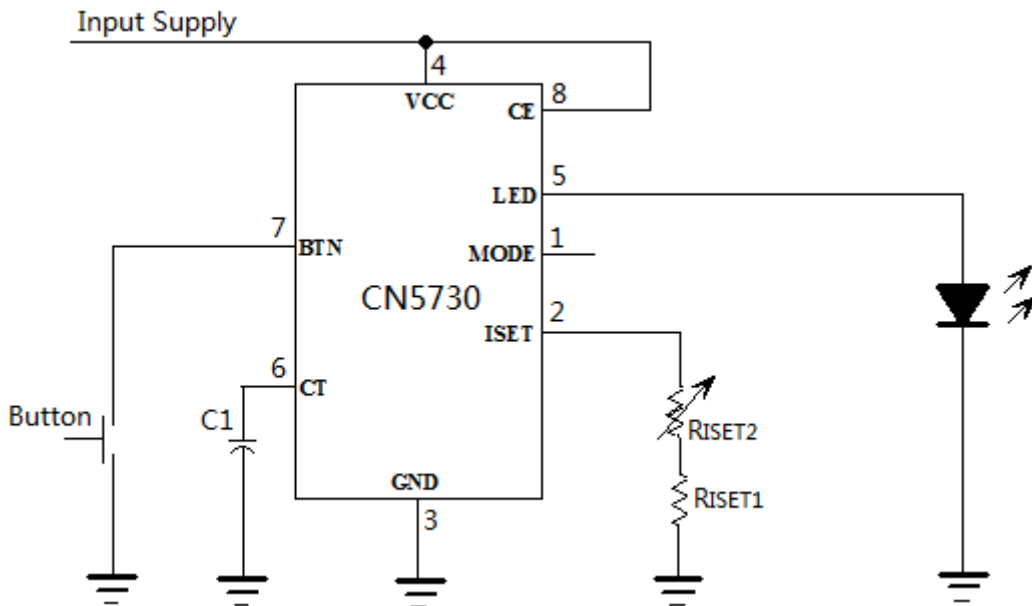 Input Supply
4
VCC
8
CE
5
LED
7
BTN
1
MODE
CN5730
2
ISET
6
CT
Button
C1
RISET2
GND
RISET1
3